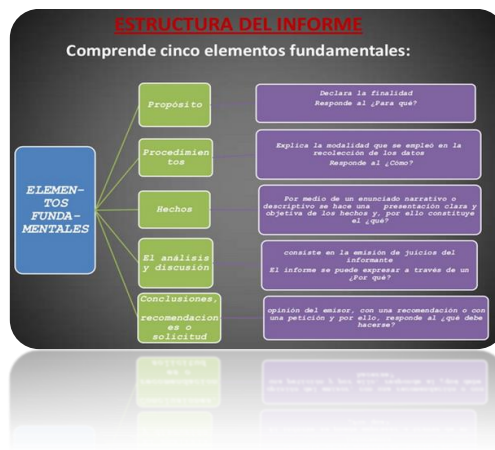 ESTRUCTURA DEL INFORME
Comprende cinco elementos fundamentales:
ELEMEN-
TOS
FUNDA-
MENTALES
Propósito
Declara la finalidad
Responde al ¿Para qué?
Procedimien
tos
Explica la modalidad que se empleó en la
recolección de los datos
Responde al ¿Cómo?
Hechos
Por medio de un enunciado narrativo o
descriptivo se hace una presentación clara y
objetiva de los hechos y, por ello constituye
el ¿qué?
El análisis
y discusión
consiste en la emisión de juicios del
informante
El informe se puede expresar a través de un
¿Por qué?
Conclusiones,
recomendacion
es o
solicitud
opinión del emisor, con una recomendación o con
una petición y por ello, responde al ¿qué debe
hacerse?